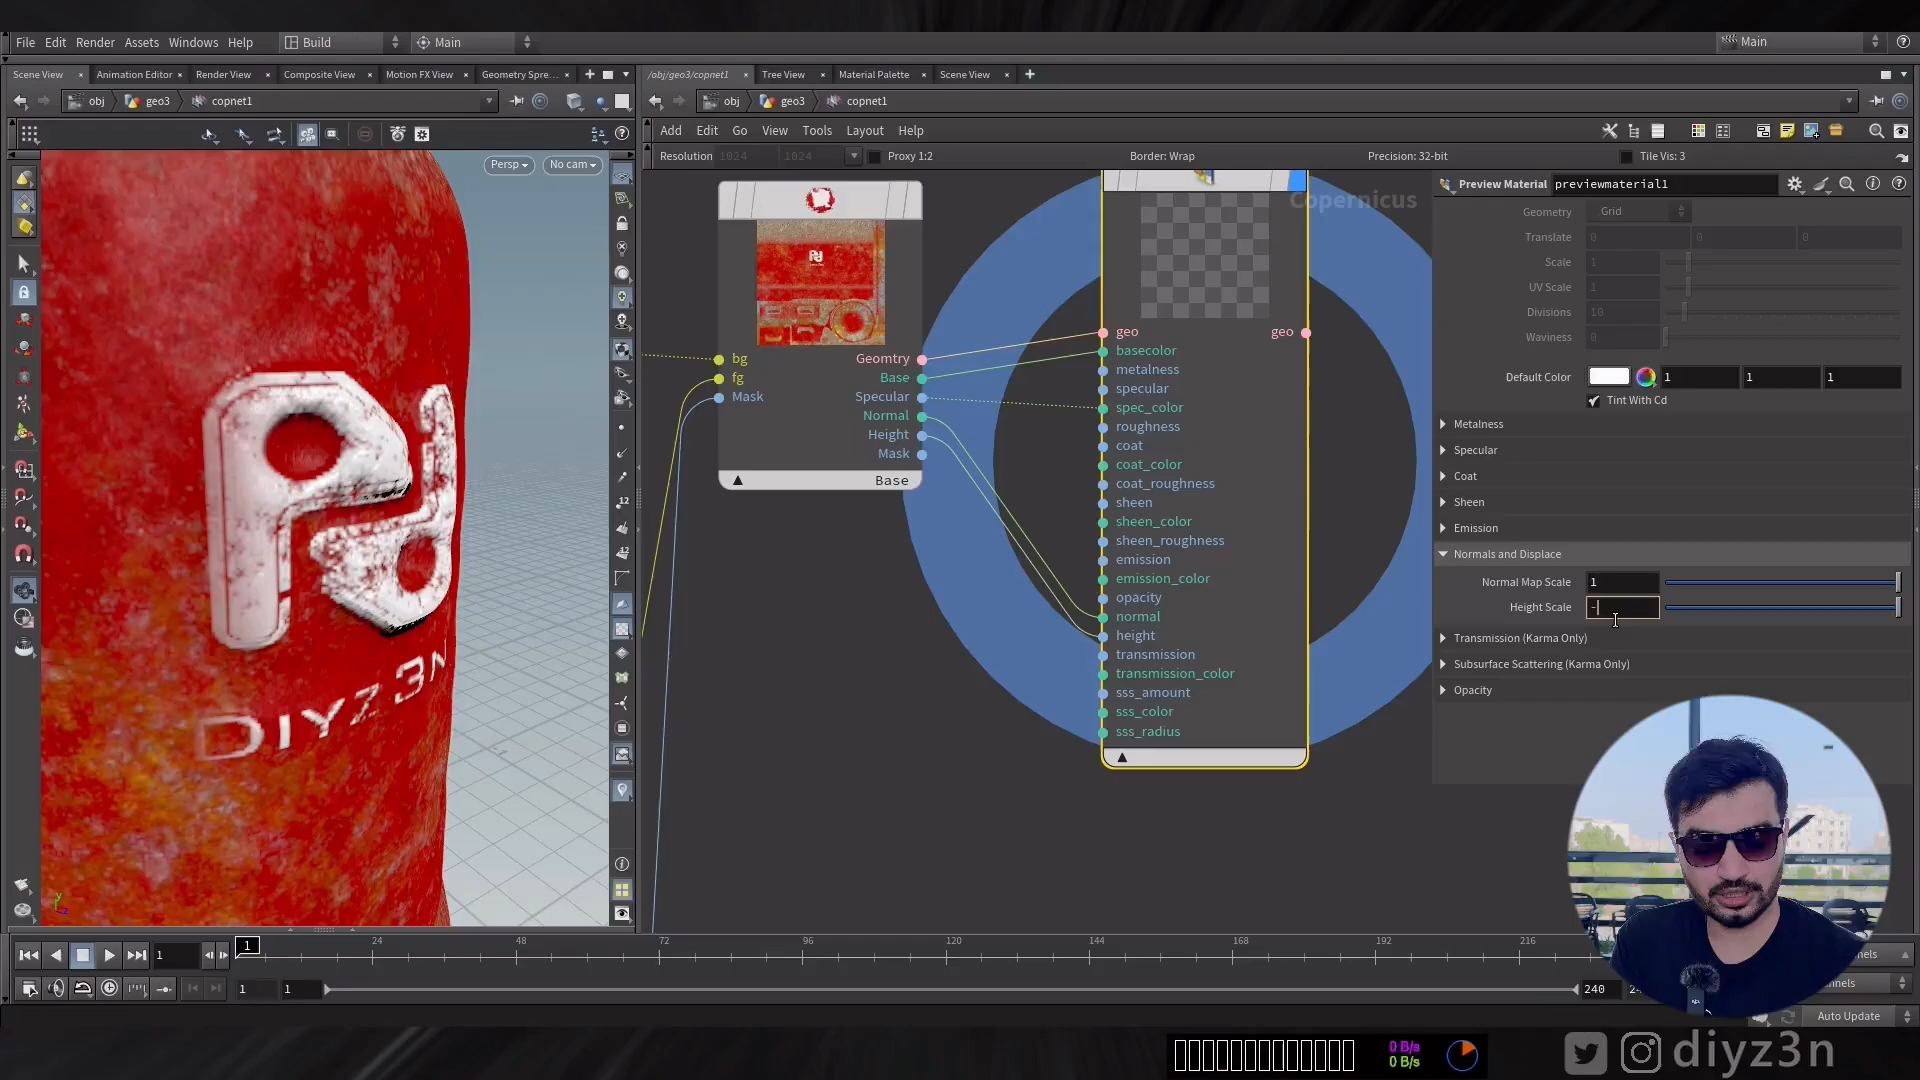 File Edit Render Assets Windows Help Build Main Main
Scene View Animation Editor Render View Composite View Motion FX View Geometry Spre... /obj/geo3/copnet1 Tree View Material Palette Scene View
obj geo3 copnet1 obj geo3 copnet1
Add Edit Go View Tools Layout Help
Resolution 1024 1024 Proxy 1:2 Border: Wrap Precision: 32-bit Tile Vis: 3
Persp No cam
Copernicus
Preview Material previewmaterial1
Geometry Grid
Translate 0 0 0
Scale 1
UV Scale 1
Divisions 10
Waviness 0
Default Color 1 1 1
Tint With Cd
Metalness
Specular
Coat
Sheen
Emission
Normals and Displace
Normal Map Scale 1
Height Scale -
Transmission (Karma Only)
Subsurface Scattering (Karma Only)
Opacity
bg
fg
Mask
Geomtry
Base
Specular
Normal
Height
Mask
Base
geo geo
basecolor
metalness
specular
spec_color
roughness
coat
coat_color
coat_roughness
sheen
sheen_color
sheen_roughness
emission
emission_color
opacity
normal
height
transmission
transmission_color
sss_amount
sss_color
sss_radius
DIYZ3N
1 1 24 48 72 96 120 144 168 192 216
1 1 240
Auto Update
0 B/s
0 B/s
diyz3n